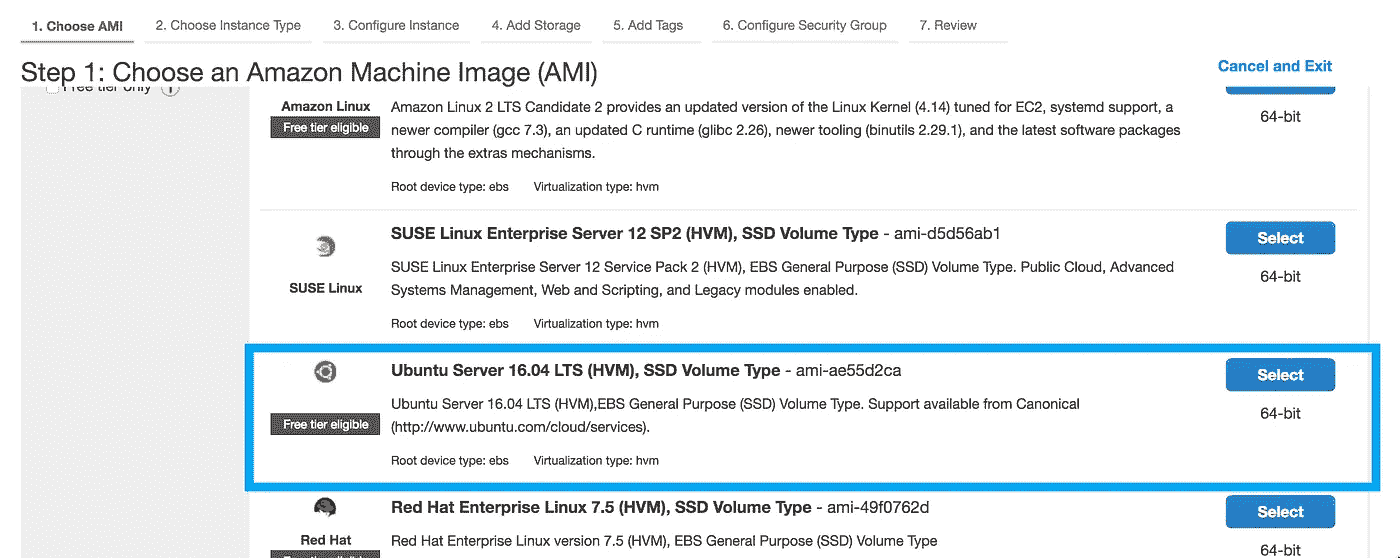 1. Choose AMI 2. Choose Instance Type 3. Configure Instance 4. Add Storage 5. Add Tags 6. Configure Security Group 7. Review
Step 1: Choose an Amazon Machine Image (AMI)
Cancel and Exit
Free tier only
Amazon Linux
Free tier eligible
Amazon Linux 2 LTS Candidate 2 provides an updated version of the Linux Kernel (4.14) tuned for EC2, systemd support, a
newer compiler (gcc 7.3), an updated C runtime (glibc 2.26), newer tooling (binutils 2.29.1), and the latest software packages
through the extras mechanisms.
Root device type: ebs Virtualization type: hvm
64-bit
SUSE Linux
SUSE Linux Enterprise Server 12 SP2 (HVM), SSD Volume Type - ami-d5d56ab1
SUSE Linux Enterprise Server 12 Service Pack 2 (HVM), EBS General Purpose (SSD) Volume Type. Public Cloud, Advanced
Systems Management, Web and Scripting, and Legacy modules enabled.
Root device type: ebs Virtualization type: hvm
Select
64-bit
Free tier eligible
Ubuntu Server 16.04 LTS (HVM), SSD Volume Type - ami-ae55d2ca
Ubuntu Server 16.04 LTS (HVM),EBS General Purpose (SSD) Volume Type. Support available from Canonical
(http://www.ubuntu.com/cloud/services).
Root device type: ebs Virtualization type: hvm
Select
64-bit
Red Hat
Red Hat Enterprise Linux 7.5 (HVM), SSD Volume Type - ami-49f0762d
Red Hat Enterprise Linux version 7.5 (HVM), EBS General Purpose (SSD) Volume Type
Select
64-bit